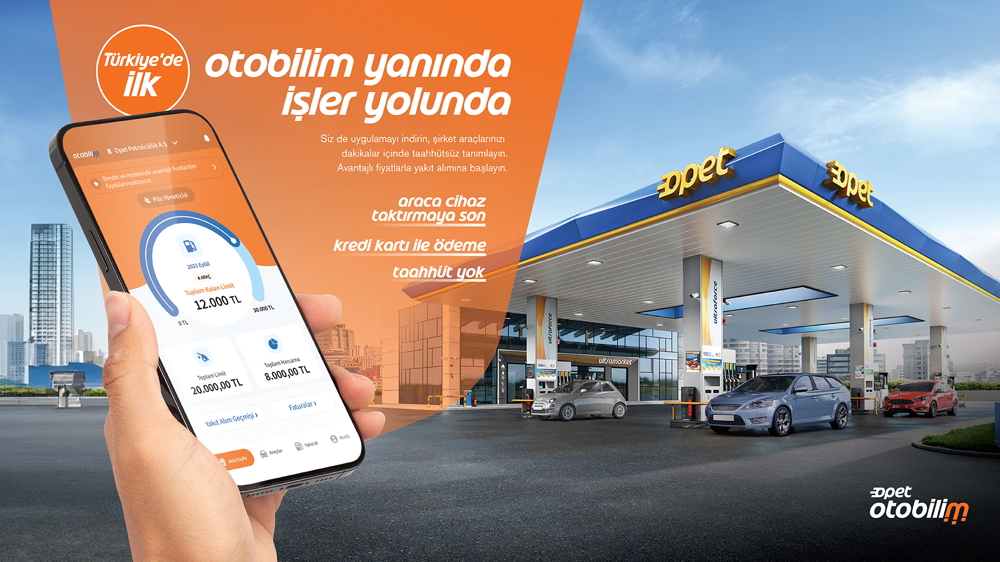 Türkiye'de
ilk
otobilim yanında
işler yolunda
Siz de uygulamayı indirin, şirket araçlarınızı
dakikalar içinde taahhütsüz tanımlayın.
Avantajlı fiyatlarla yakıt alımına başlayın.
araca cihaz
taktırmaya son
kredi kartı ile ödeme
taahhüt yok
otobilim
Opet Petrolcülük A.Ş
Benzin ve motorinde avantajlı fiyatlardan
faydalanmaktasınız.
Filo Yöneticisi
2023 Eylül
4 ARAÇ
Toplam Kalan Limit
12.000 TL
0 TL
20.000 TL
Toplam Limit
20.000,00 TL
Toplam Harcama
8.000,00 TL
Yakıt Alım Geçmişi
Faturalar
Ana Sayfa
Araçlar
Yakıt Al
Profil
opet
opet
ultraforce
ultraforce
ultraforce
ultramarket
9
opet
otobilim